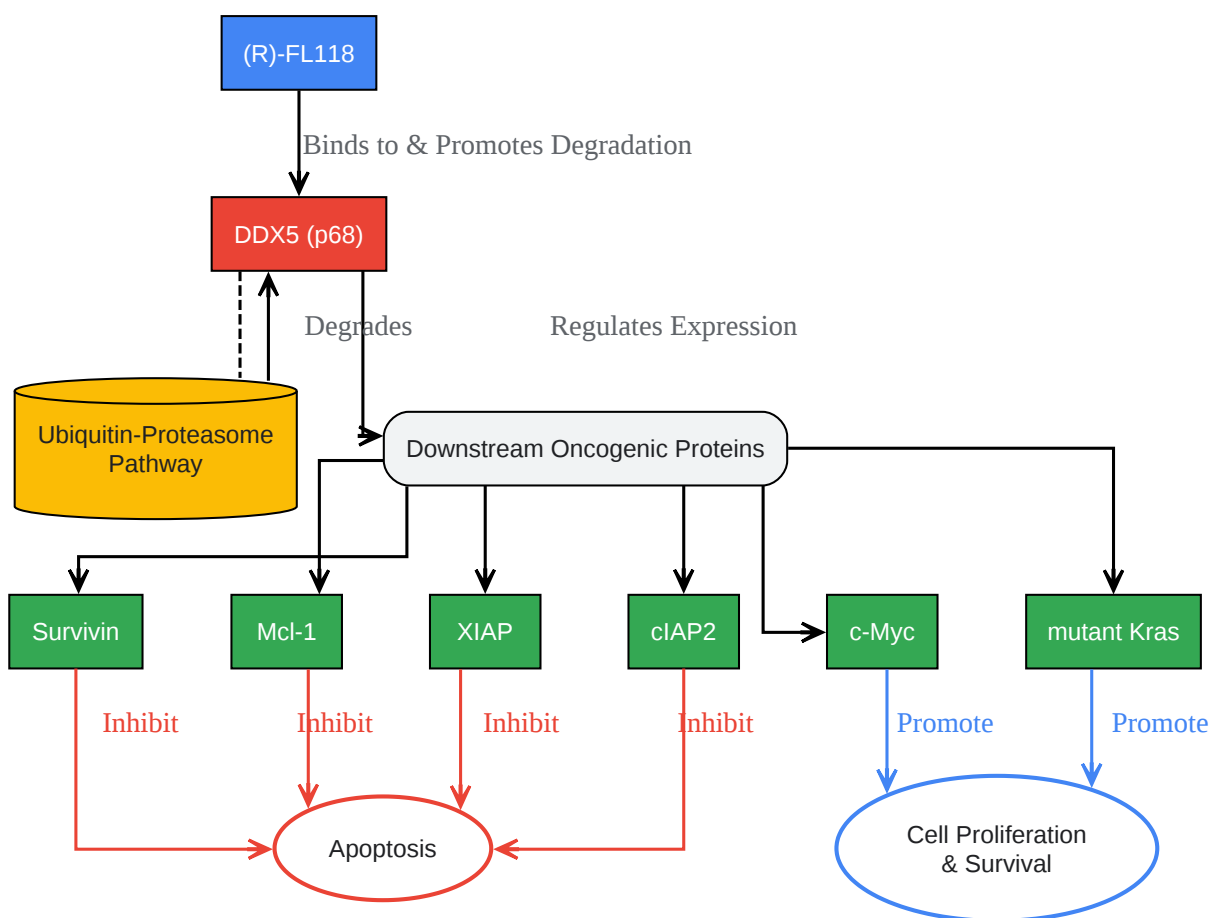 (R)-FL118
Binds to & Promotes Degradation
DDX5 (p68)
Degrades
Regulates Expression
Ubiquitin-Proteasome
Pathway
Downstream Oncogenic Proteins
Survivin
Mcl-1
XIAP
cIAP2
c-Myc
mutant Kras
Inhibit
Inhibit
Inhibit
Inhibit
Promote
Promote
Apoptosis
Cell Proliferation
& Survival